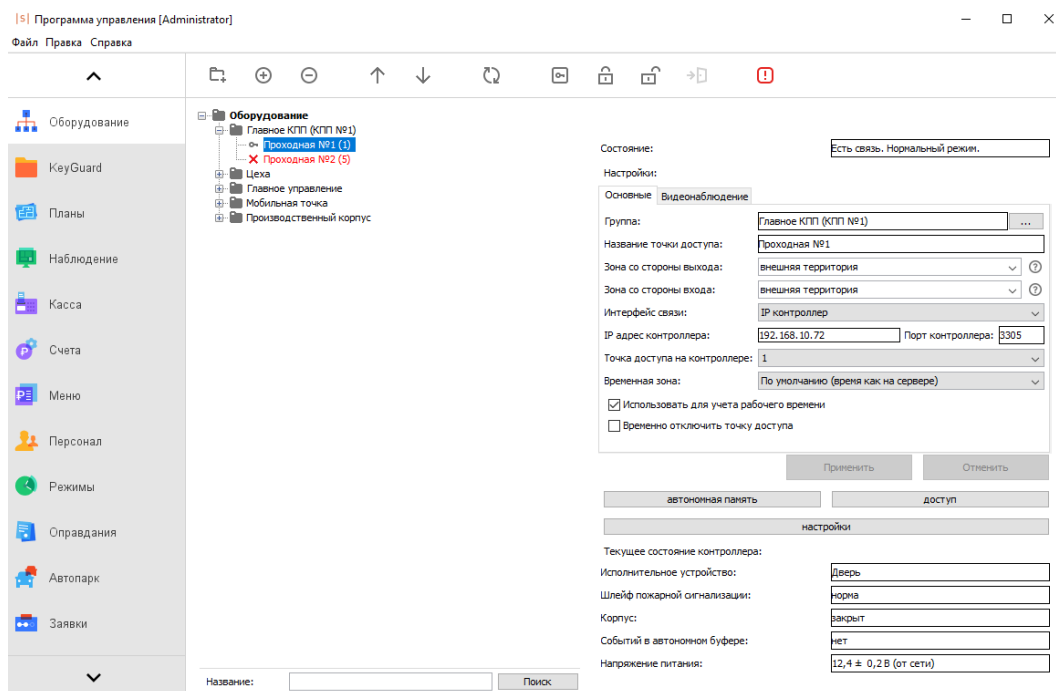 |S| Программа управления [Administrator]
Файл Правка Справка
Оборудование
KeyGuard
Планы
Наблюдение
Касса
Счета
Меню
Персонал
Режимы
Оправдания
Автопарк
Заявки
Оборудование
Главное КПП (КПП №1)
Проходная №1 (1)
Проходная №2 (5)
Цеха
Главное управление
Мобильная точка
Производственный корпус
Название:
Поиск
Состояние: Есть связь. Нормальный режим.
Настройки:
Основные Видеонаблюдение
Группа: Главное КПП (КПП №1) ...
Название точки доступа: Проходная №1
Зона со стороны выхода: внешняя территория ?
Зона со стороны входа: внешняя территория ?
Интерфейс связи: IP контроллер
IP адрес контроллера: 192.168.10.72 Порт контроллера: 3305
Точка доступа на контроллере: 1
Временная зона: По умолчанию (время как на сервере)
Использовать для учета рабочего времени
Временно отключить точку доступа
Применить Отменить
автономная память доступ
настройки
Текущее состояние контроллера:
Исполнительное устройство: Дверь
Шлейф пожарной сигнализации: норма
Корпус: закрыт
Событий в автономном буфере: нет
Напряжение питания: 12,4 ± 0,2 В (от сети)